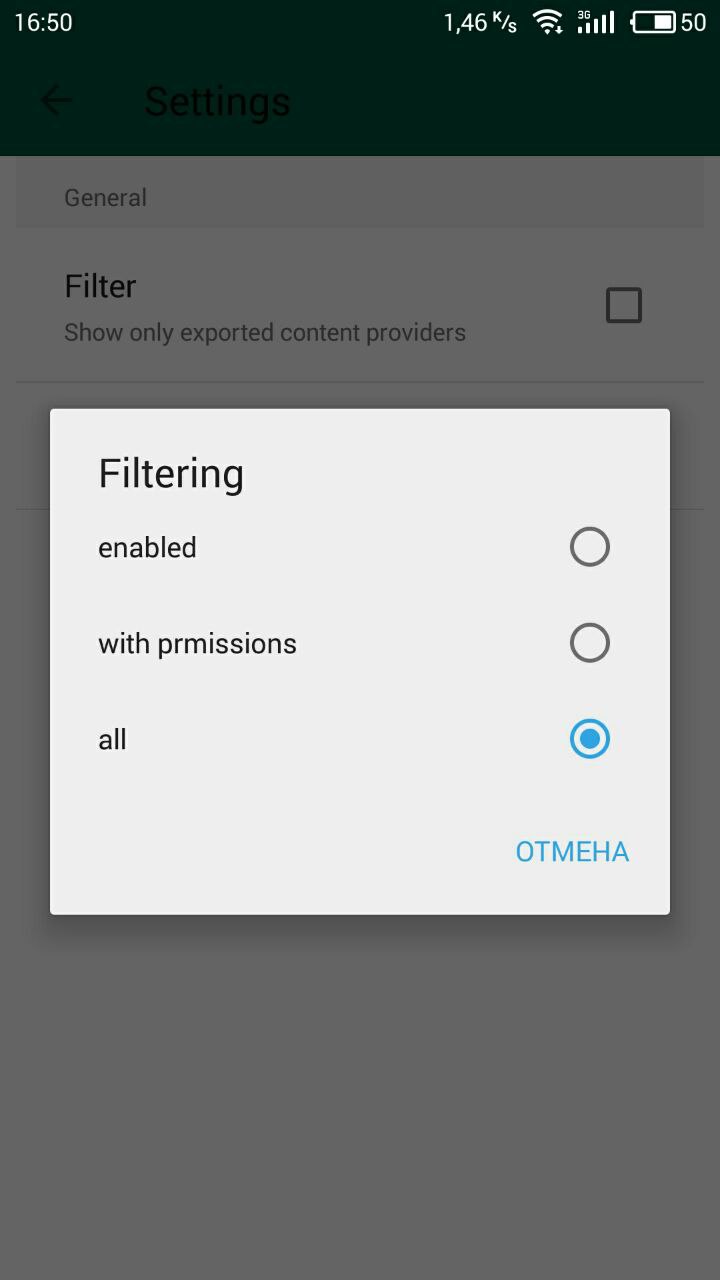 16:50
1,46 K/s
3G
50
Settings
General
Filter
Show only exported content providers
Filtering
enabled
with prmissions
all
ОТМЕНА